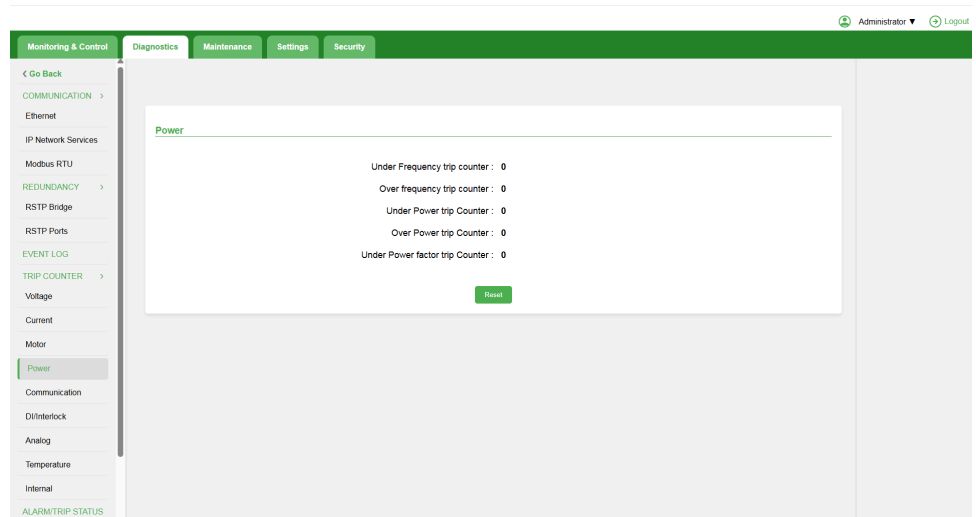 Administrator ▼ Logout
Monitoring & Control Diagnostics Maintenance Settings Security
Go Back
COMMUNICATION >
Ethernet
IP Network Services
Modbus RTU
REDUNDANCY >
RSTP Bridge
RSTP Ports
EVENT LOG
TRIP COUNTER >
Voltage
Current
Motor
Power
Communication
DI/Interlock
Analog
Temperature
Internal
ALARM/TRIP STATUS
Power
Under Frequency trip counter : 0
Over frequency trip counter : 0
Under Power trip Counter : 0
Over Power trip Counter : 0
Under Power factor trip Counter : 0
Reset